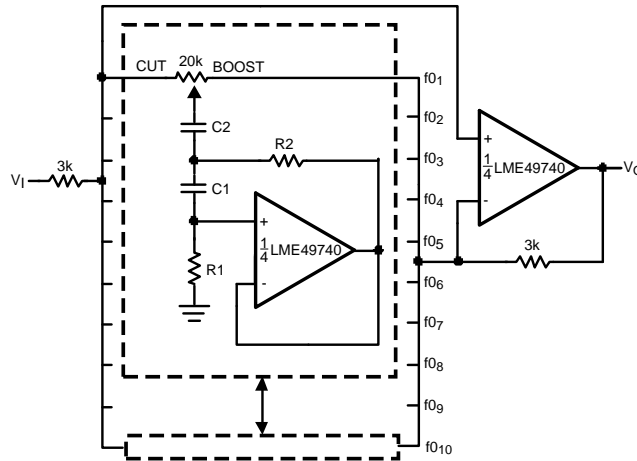 CUT 20k BOOST f0₁
C2
R2
C1
R1
+
-
¼ LME49740
3k
V_I
f0₂
f0₃
f0₄
f0₅
f0₆
f0₇
f0₈
f0₉
f0₁₀
+
-
¼ LME49740
V_O
3k